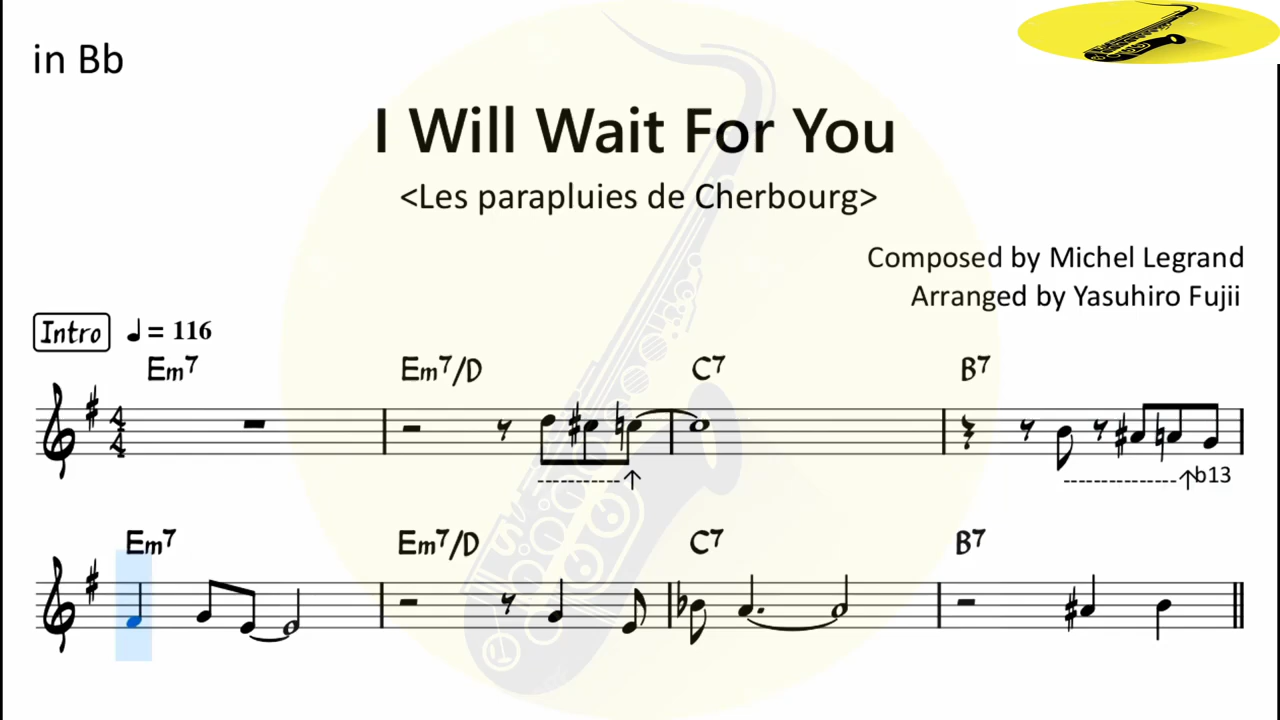 in Bb
I Will Wait For You
<Les parapluies de Cherbourg>
Composed by Michel Legrand
Arranged by Yasuhiro Fujii
Intro ♩= 116
Em7 Em7/D C7 B7
b13
Em7 Em7/D C7 B7